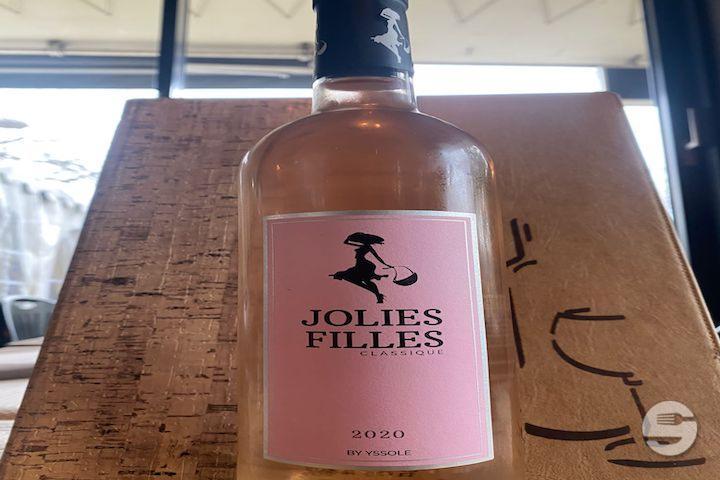 JOLIES
FILLES
CLASSIQUE
2020
BY YSSOLE